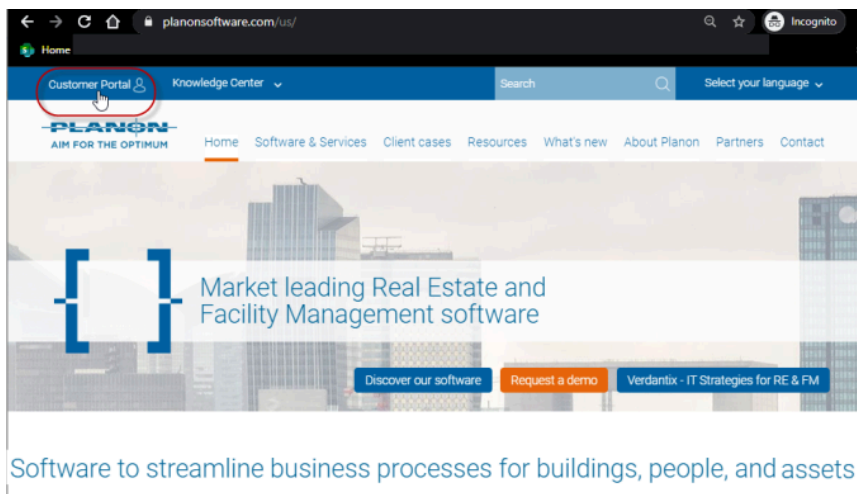 planonsoftware.com/us/
Incognito
Home
Customer Portal
Knowledge Center
Search
Select your language
PLANON
AIM FOR THE OPTIMUM
Home Software & Services Client cases Resources What's new About Planon Partners Contact
Market leading Real Estate and
Facility Management software
Discover our software Request a demo Verdantix - IT Strategies for RE & FM
Software to streamline business processes for buildings, people, and assets